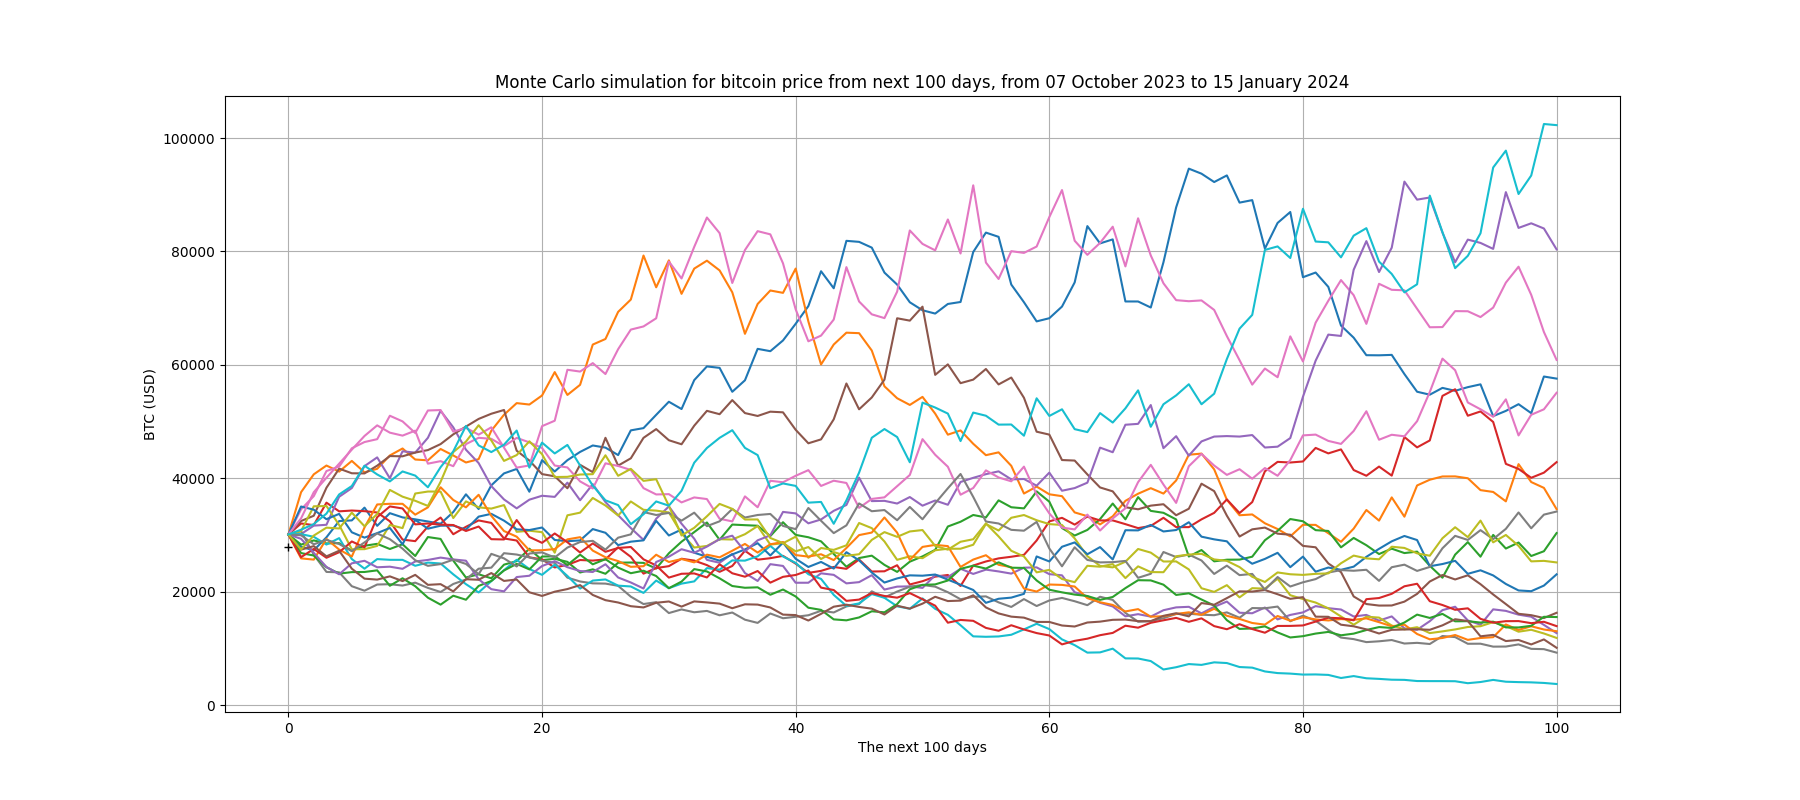 Monte Carlo simulation for bitcoin price from next 100 days, from 07 October 2023 to 15 January 2024
100000
80000
60000
40000
20000
0
BTC (USD)
0 20 40 60 80 100
The next 100 days